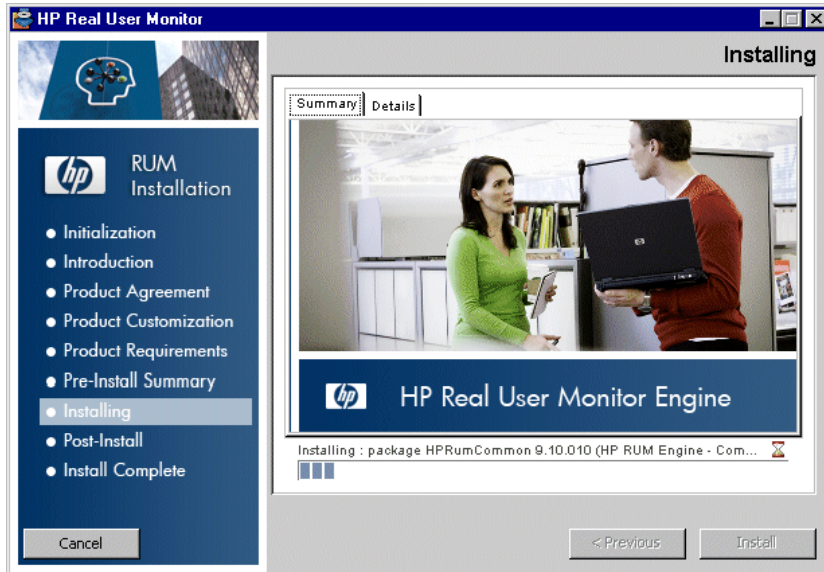 HP Real User Monitor
Installing
hp
RUM
Installation
Initialization
Introduction
Product Agreement
Product Customization
Product Requirements
Pre-Install Summary
Installing
Post-Install
Install Complete
Cancel
Summary
Details
hp
HP Real User Monitor Engine
Installing : package HPRumCommon 9.10.010 (HP RUM Engine - Com...
< Previous
Install